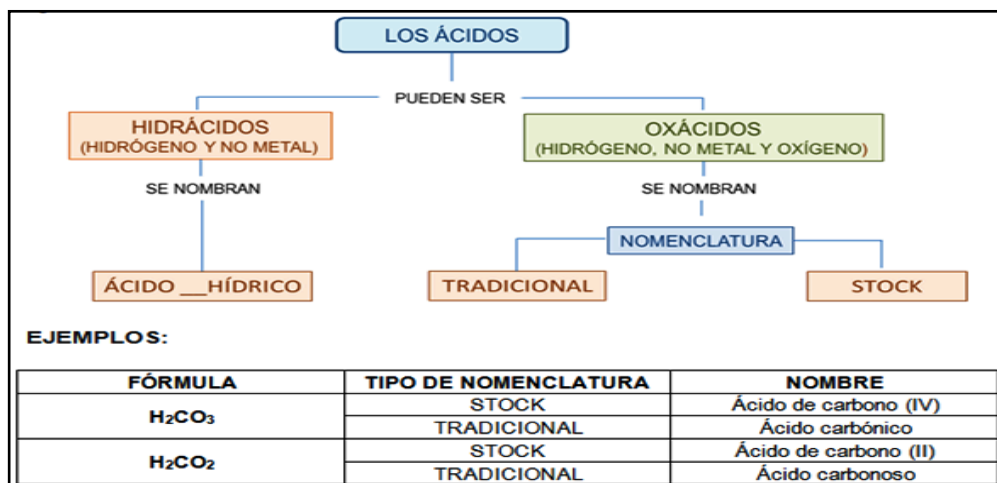 LOS ÁCIDOS
PUEDEN SER
HIDRÁCIDOS
(HIDRÓGENO Y NO METAL)
OXÁCIDOS
(HIDRÓGENO, NO METAL Y OXÍGENO)
SE NOMBRAN
SE NOMBRAN
NOMENCLATURA
ÁCIDO __HÍDRICO
TRADICIONAL
STOCK
EJEMPLOS:
FÓRMULA TIPO DE NOMENCLATURA NOMBRE
H₂CO₃ STOCK Ácido de carbono (IV)
TRADICIONAL Ácido carbónico
H₂CO₂ STOCK Ácido de carbono (II)
TRADICIONAL Ácido carbonoso